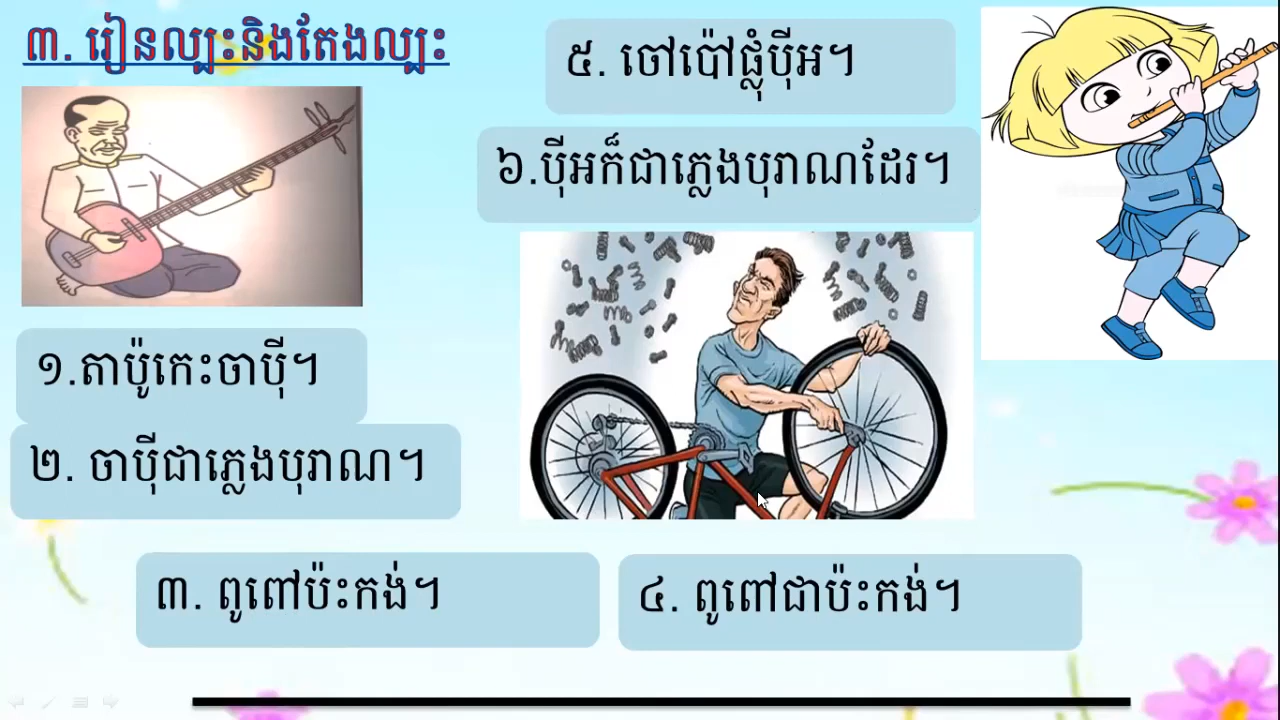 ៣. រៀនល្បះនិងតែងល្បះ
១.តាប៉ូកេះចាប៉ី។
២. ចាប៉ីជាភ្លេងបុរាណ។
៣. ពូពៅប៉ះកង់។
៤. ពូពៅជាប៉ះកង់។
៥. ចៅប៉ៅផ្លុំប៉ីអ។
៦.ប៉ីអក៏ជាភ្លេងបុរាណដែរ។